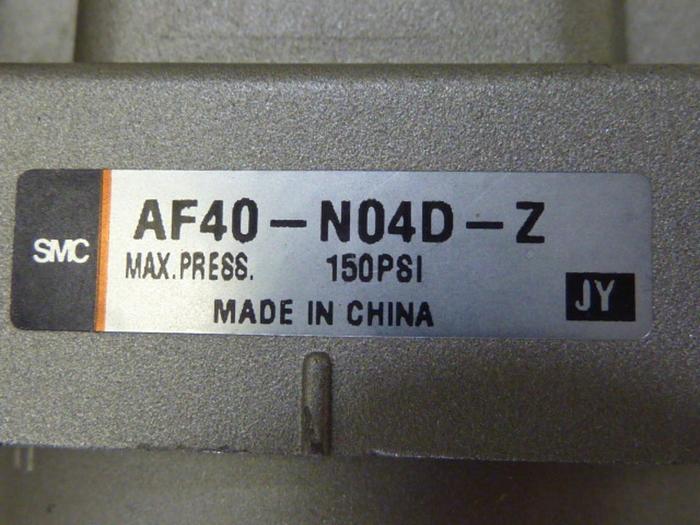 AF40-N04D-Z
SMC
MAX.PRESS. 150PSI
JY
MADE IN CHINA